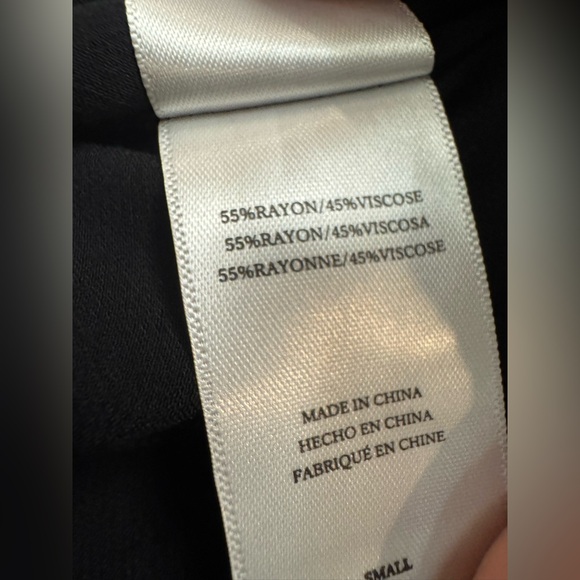 55%RAYON/45%VISCOSE
55%RAYON/45%VISCOSA
55%RAYONNE/45%VISCOSE
MADE IN CHINA
HECHO EN CHINA
FABRIQUÉ EN CHINE
SMALL